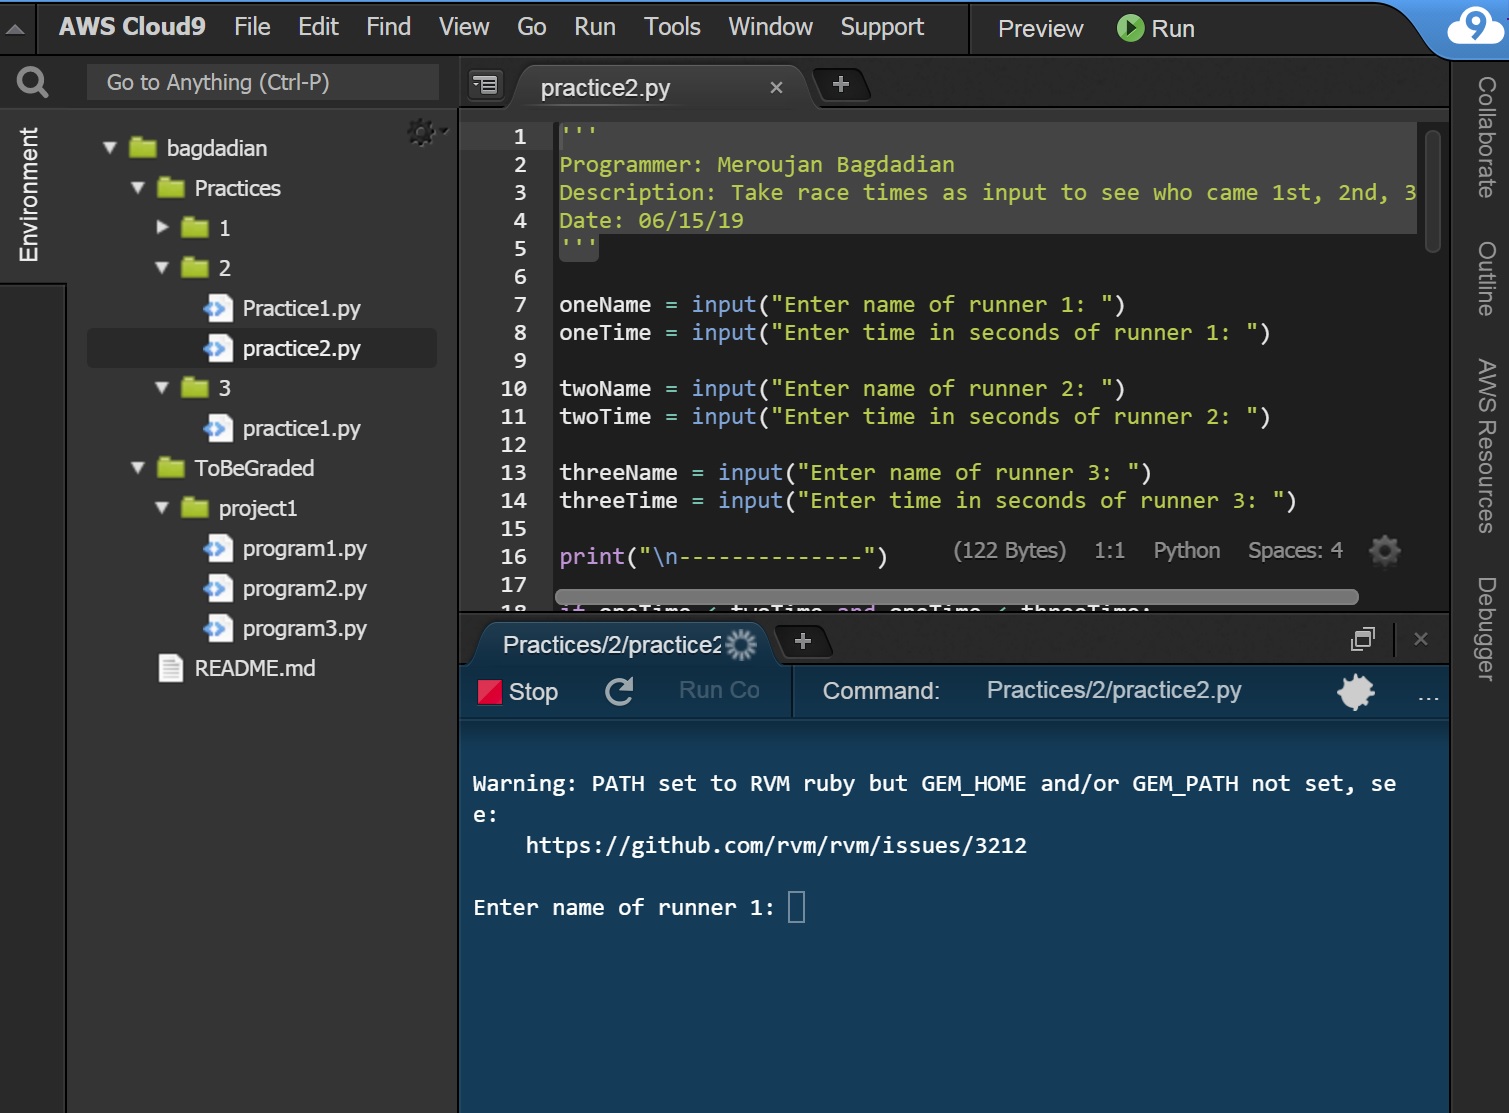 AWS Cloud9 File Edit Find View Go Run Tools Window Support Preview Run
9
Go to Anything (Ctrl-P)
Environment
bagdadian
Practices
1
2
Practice1.py
practice2.py
3
practice1.py
ToBeGraded
project1
program1.py
program2.py
program3.py
README.md
practice2.py
1 '''
2 Programmer: Meroujan Bagdadian
3 Description: Take race times as input to see who came 1st, 2nd, 3
4 Date: 06/15/19
5 '''
6
7 oneName = input("Enter name of runner 1: ")
8 oneTime = input("Enter time in seconds of runner 1: ")
9
10 twoName = input("Enter name of runner 2: ")
11 twoTime = input("Enter time in seconds of runner 2: ")
12
13 threeName = input("Enter name of runner 3: ")
14 threeTime = input("Enter time in seconds of runner 3: ")
15
16 print("\n--------------")
17
18 if oneTime < twoTime and oneTime < threeTime:
(122 Bytes) 1:1 Python Spaces: 4
Practices/2/practice2
Stop Run Co Command: Practices/2/practice2.py ...
Warning: PATH set to RVM ruby but GEM_HOME and/or GEM_PATH not set, se
e:
https://github.com/rvm/rvm/issues/3212
Enter name of runner 1:
Collaborate
Outline
AWS Resources
Debugger